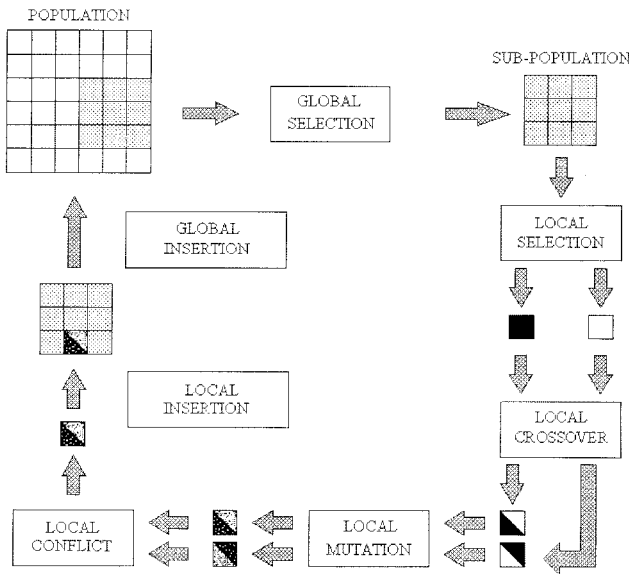 POPULATION
GLOBAL
SELECTION
SUB-POPULATION
LOCAL
SELECTION
GLOBAL
INSERTION
LOCAL
INSERTION
LOCAL
CROSSOVER
LOCAL
CONFLICT
LOCAL
MUTATION